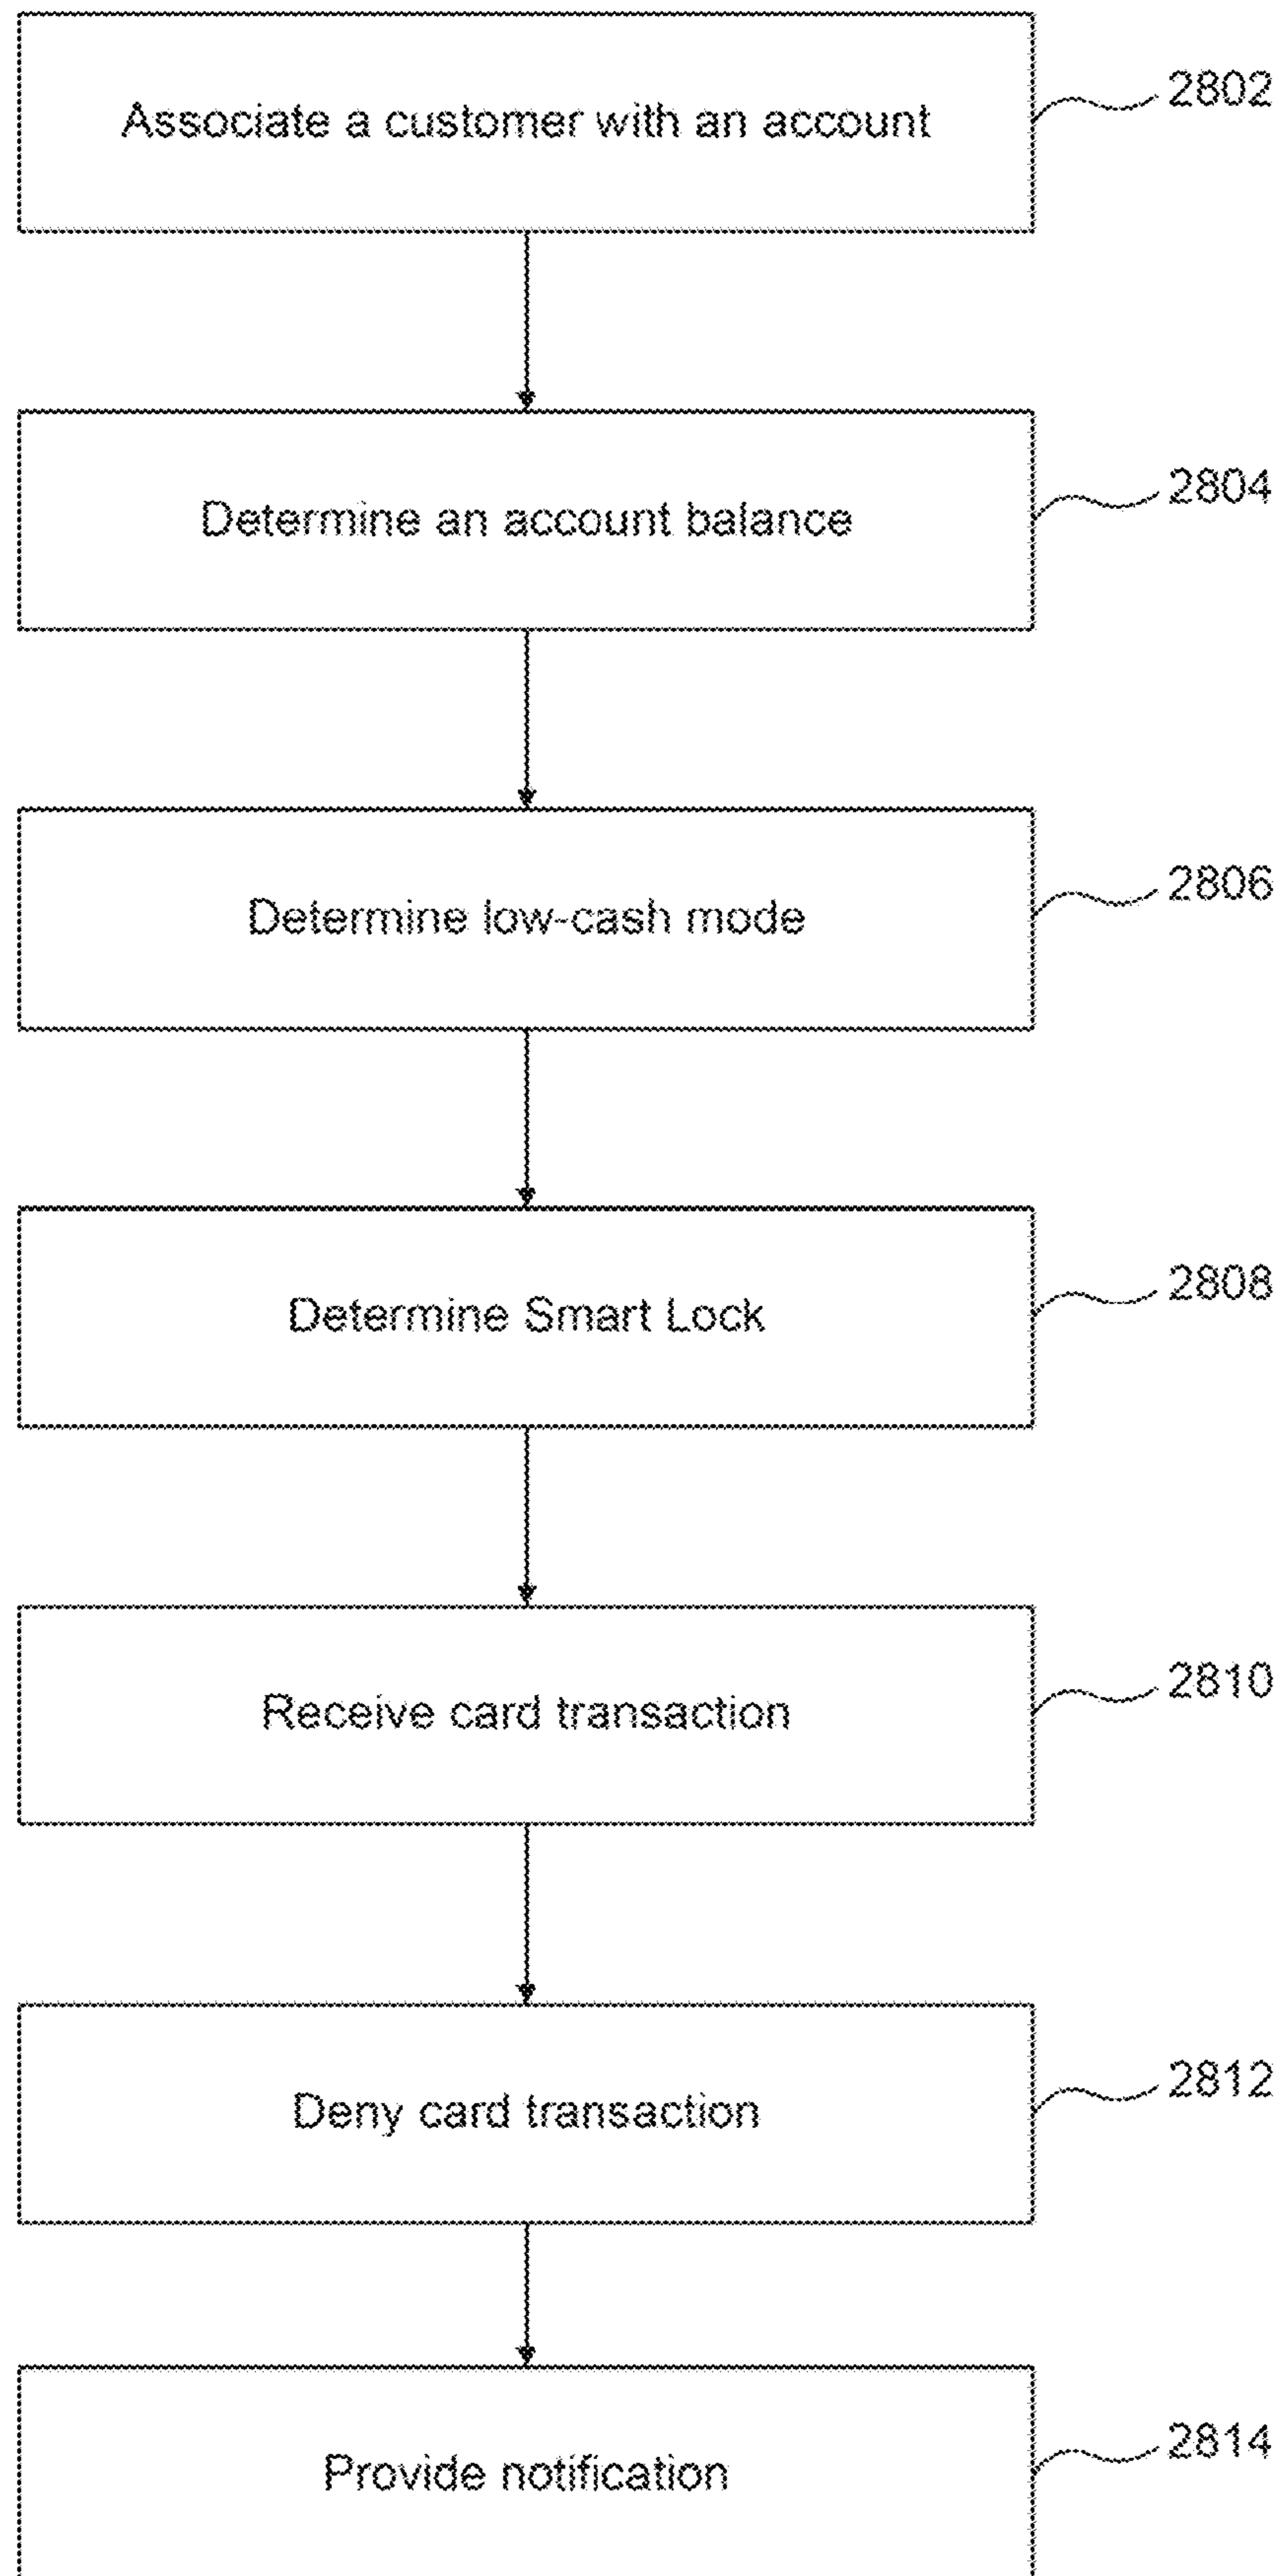 Associate a customer with an account
2802
Determine an account balance
2804
Determine low-cash mode
2806
Determine Smart Lock
2808
Receive card transaction
2810
Deny card transaction
2812
Provide notification
2814